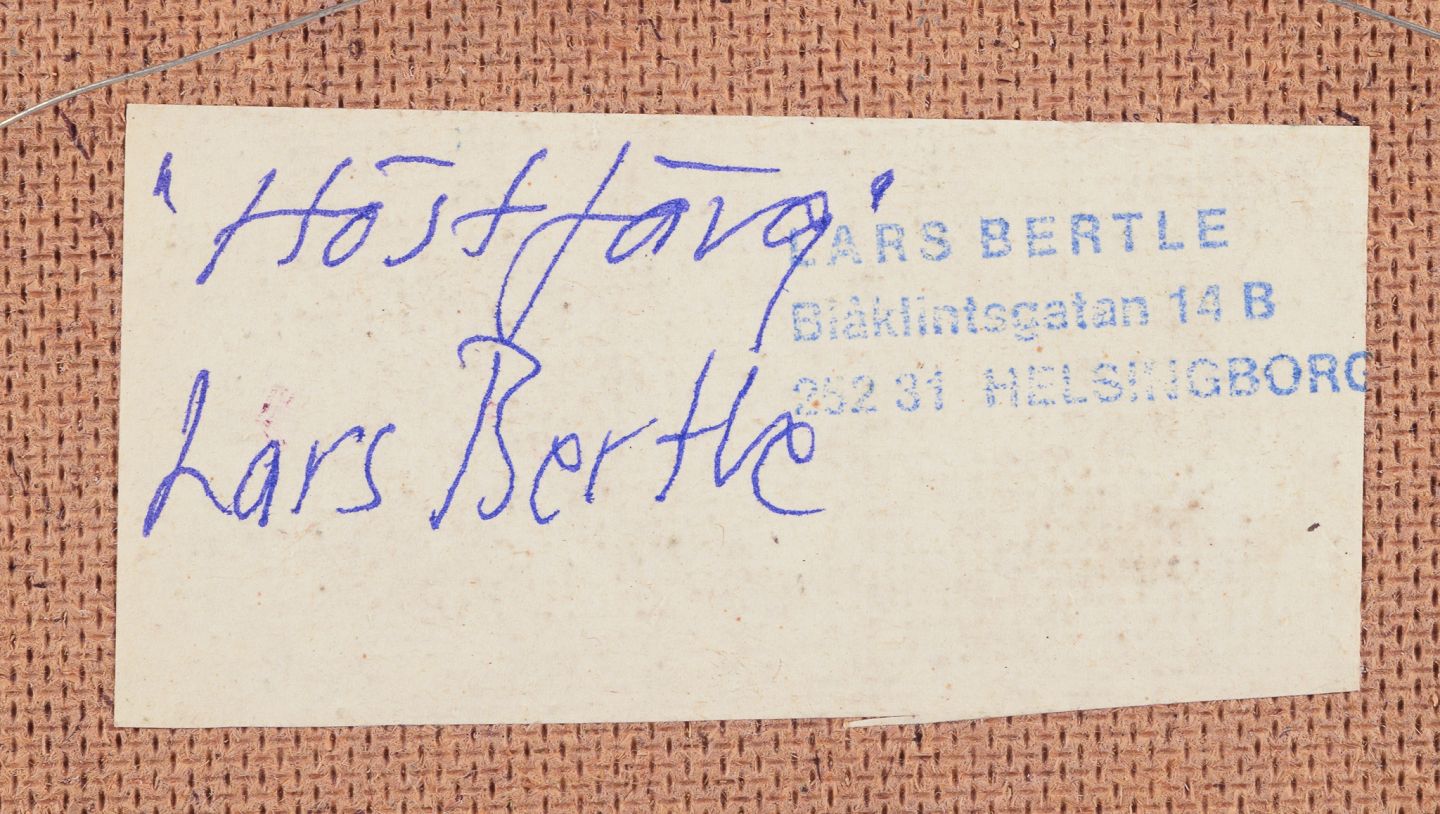 "Höstfärg"
LARS BERTLE
Blåklintsgatan 14 B
252 31 HELSINGBORG
Lars Bertle